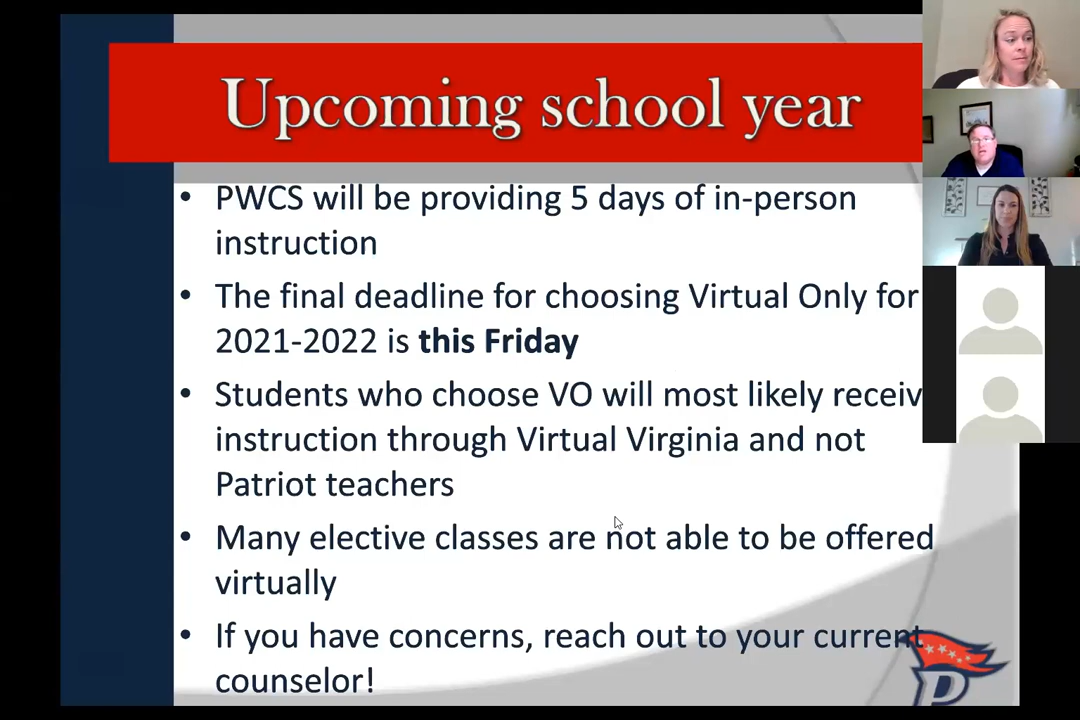 Upcoming school year
• PWCS will be providing 5 days of in-person
instruction
• The final deadline for choosing Virtual Only for
2021-2022 is this Friday
• Students who choose VO will most likely receiv
instruction through Virtual Virginia and not
Patriot teachers
• Many elective classes are not able to be offered
virtually
• If you have concerns, reach out to your current
counselor!
P